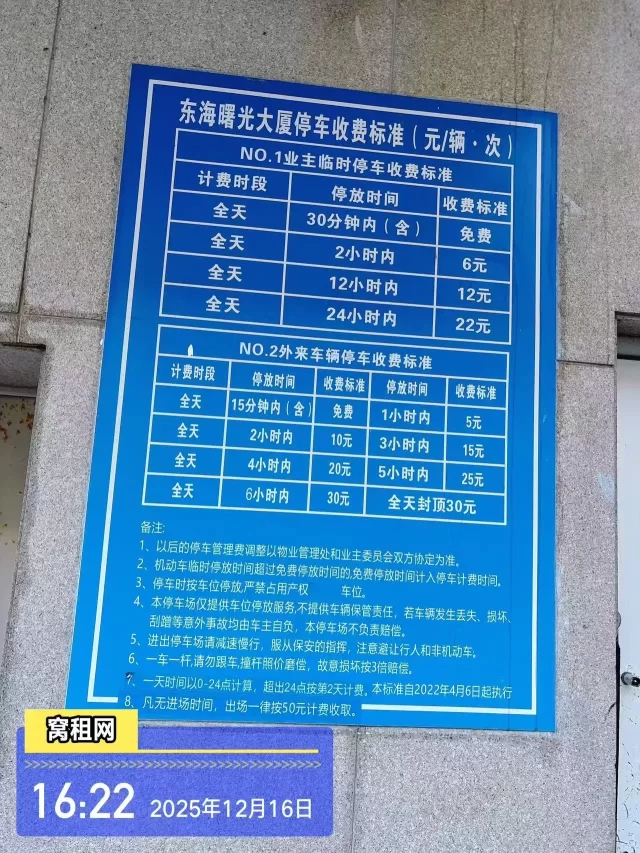 东海曙光大厦停车收费标准（元/辆·次）
NO.1业主临时停车收费标准
计费时段 停放时间 收费标准
全天 30分钟内（含） 免费
全天 2小时内 6元
全天 12小时内 12元
全天 24小时内 22元
NO.2外来车辆停车收费标准
计费时段 停放时间 收费标准 停放时间 收费标准
全天 15分钟内（含） 免费 1小时内 5元
全天 2小时内 10元 3小时内 15元
全天 4小时内 20元 5小时内 25元
全天 6小时内 30元 全天封顶30元
备注:
1、以后的停车管理费调整以物业管理处和业主委员会双方协定为准。
2、机动车临时停放时间超过免费停放时间的,免费停放时间计入停车计费时间。
3、停车时按车位停放,严禁占用产权 车位。
4、本停车场仅提供车位停放服务,不提供车辆保管责任，若车辆发生丢失、损坏、
刮蹭等意外事故均由车主自负，本停车场不负责赔偿。
5、进出停车场请减速慢行，服从保安的指挥，注意避让行人和非机动车。
6、一车一杆,请勿跟车,撞杆照价赔偿，故意损坏按3倍赔偿。
7、一天时间以0-24点计算，超出24点按第2天计费，本标准自2022年4月6日起执行
8、凡无进场时间，出场一律按50元计费收取。
窝租网
16:22 2025年12月16日